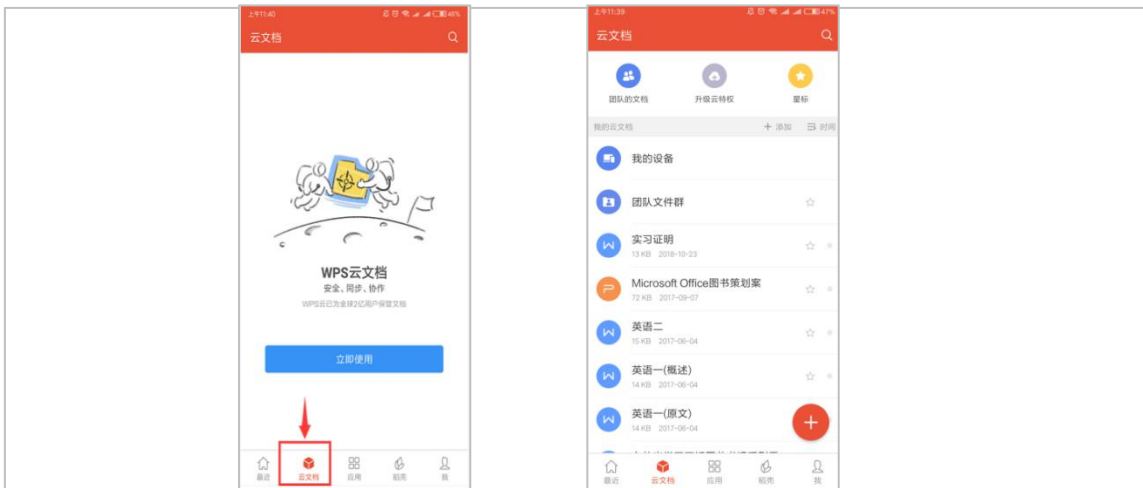 上午11:40
46%
云文档
WPS云文档
安全、同步、协作
WPS云已为全球2亿用户保管文档
立即使用
最近
云文档
应用
稻壳
我
上午11:39
47%
云文档
团队的文档
升级云特权
星标
我的云文档
添加
时间
我的设备
团队文件群
实习证明
13 KB 2018-10-23
Microsoft Office图书策划案
72 KB 2017-09-07
英语二
15 KB 2017-06-04
英语一(概述)
14 KB 2017-06-04
英语一(原文)
14 KB 2017-06-04
最近
云文档
应用
稻壳
我